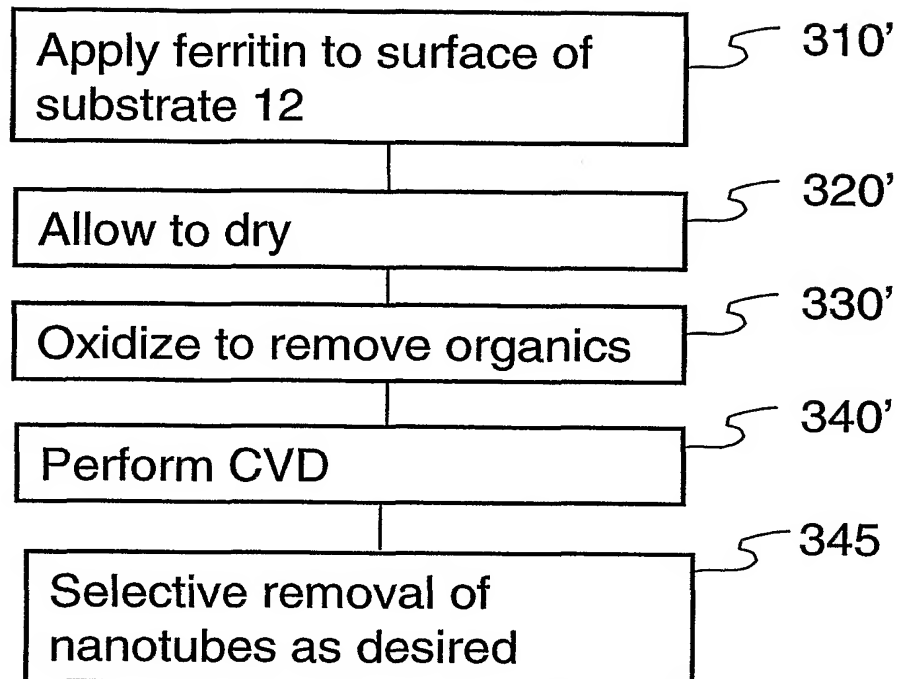 Apply ferritin to surface of
substrate 12
310’
Allow to dry
320’
Oxidize to remove organics
330’
Perform CVD
340’
Selective removal of
nanotubes as desired
345